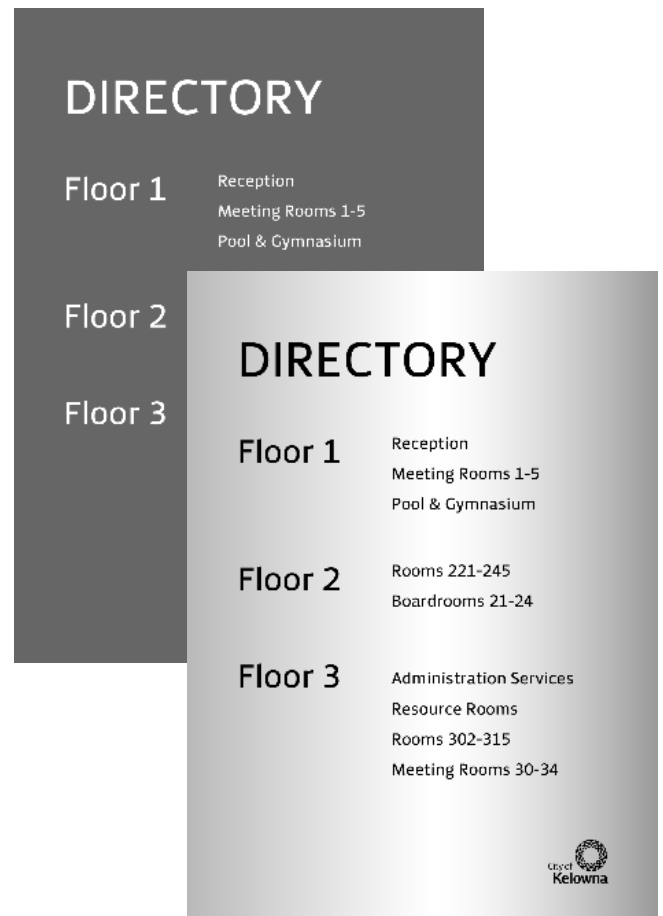 DIRECTORY
Floor 1
Reception
Meeting Rooms 1-5
Pool & Gymnasium
Floor 2
Floor 3
DIRECTORY
Floor 1
Reception
Meeting Rooms 1-5
Pool & Gymnasium
Floor 2
Rooms 221-245
Boardrooms 21-24
Floor 3
Administration Services
Resource Rooms
Rooms 302-315
Meeting Rooms 30-34
City of
Kelowna